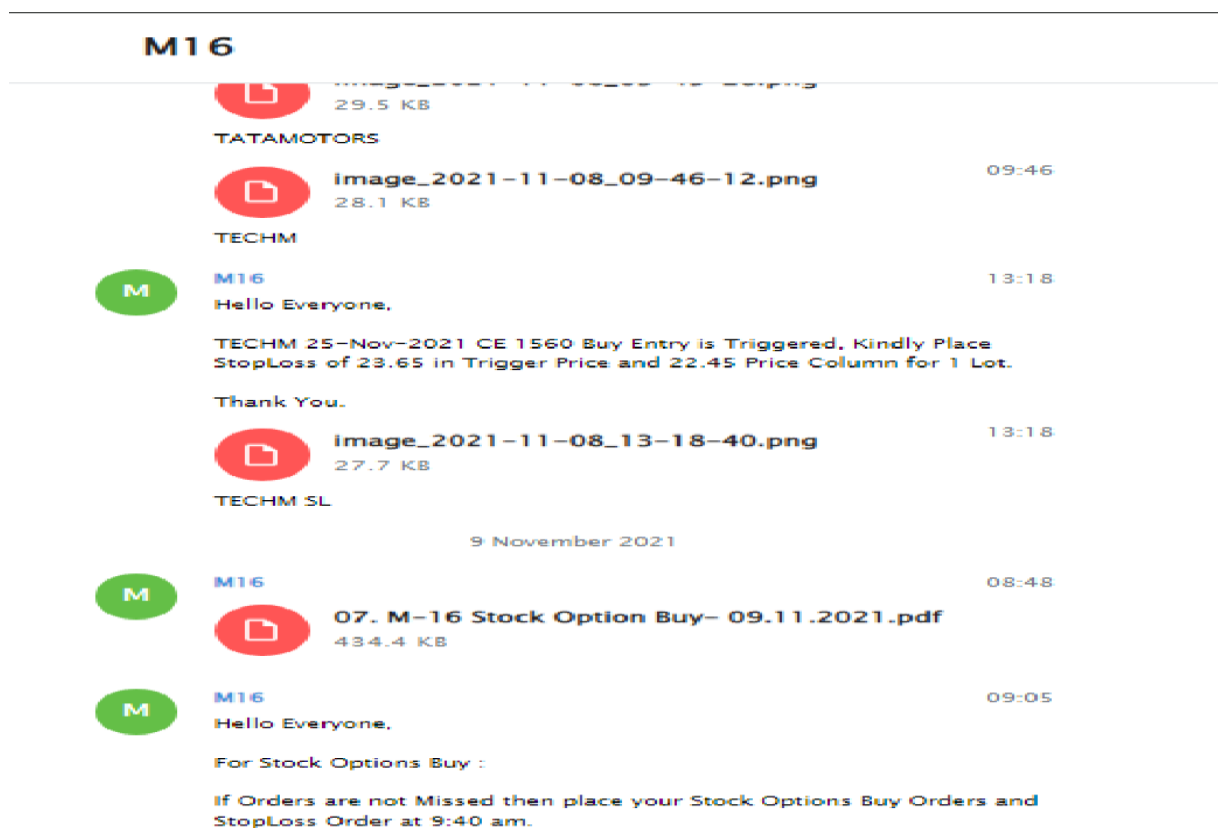 M16
29.5 KB
TATAMOTORS
image_2021-11-08_09-46-12.png
09:46
28.1 KB
TECHM
M
M16
13:18
Hello Everyone,
TECHM 25-Nov-2021 CE 1560 Buy Entry is Triggered, Kindly Place
StopLoss of 23.65 in Trigger Price and 22.45 Price Column for 1 Lot.
Thank You.
image_2021-11-08_13-18-40.png
13:18
27.7 KB
TECHM SL
9 November 2021
M
M16
08:48
07. M-16 Stock Option Buy- 09.11.2021.pdf
434.4 KB
M
M16
09:05
Hello Everyone,
For Stock Options Buy :
If Orders are not Missed then place your Stock Options Buy Orders and
StopLoss Order at 9:40 am.